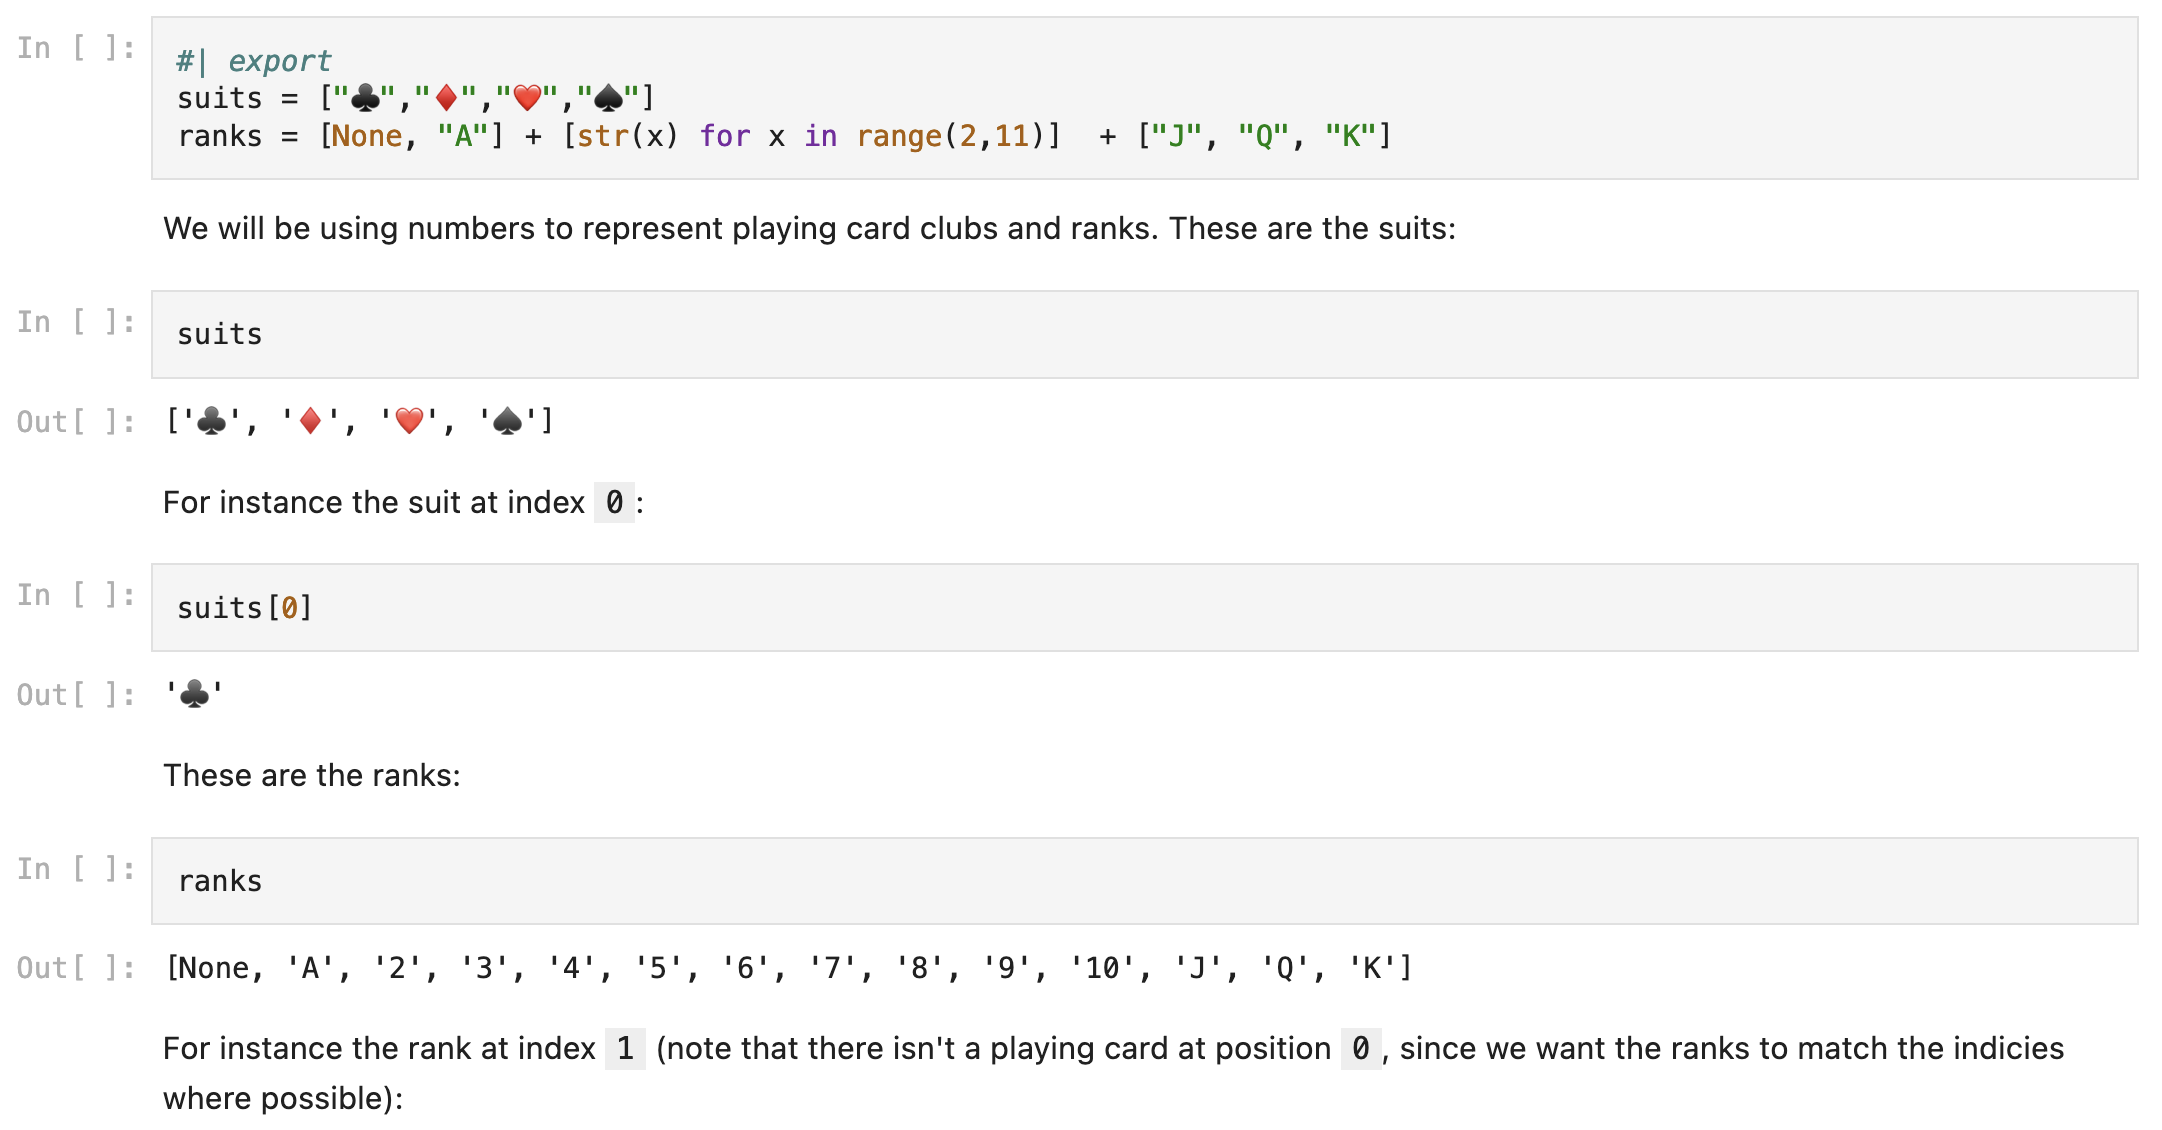 In [ ]:
#| export
suits = ["♣️","♦️","❤️","♠️"]
ranks = [None, "A"] + [str(x) for x in range(2,11)]  + ["J", "Q", "K"]
We will be using numbers to represent playing card clubs and ranks. These are the suits:
In [ ]:
suits
Out[ ]:
['♣️', '♦️', '❤️', '♠️']
For instance the suit at index 0:
In [ ]:
suits[0]
Out[ ]:
'♣️'
These are the ranks:
In [ ]:
ranks
Out[ ]:
[None, 'A', '2', '3', '4', '5', '6', '7', '8', '9', '10', 'J', 'Q', 'K']
For instance the rank at index 1 (note that there isn't a playing card at position 0, since we want the ranks to match the indicies
where possible):